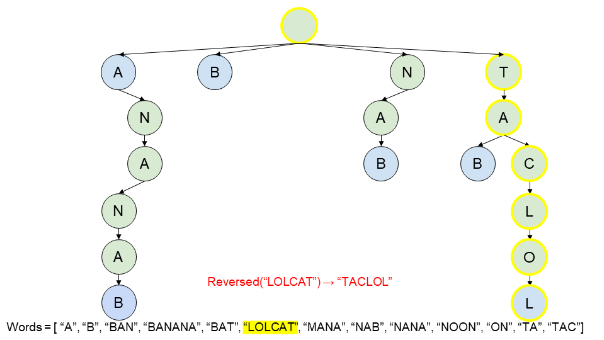 A B N T
N A A
A B B C
N L
A O
B L
Reversed(“LOLCAT”) → “TACLOL”
Words = [ “A”, “B”, “BAN”, “BANANA”, “BAT”, “LOLCAT”, “MANA”, “NAB”, “NANA”, “NOON”, “ON”, “TA”, “TAC”]